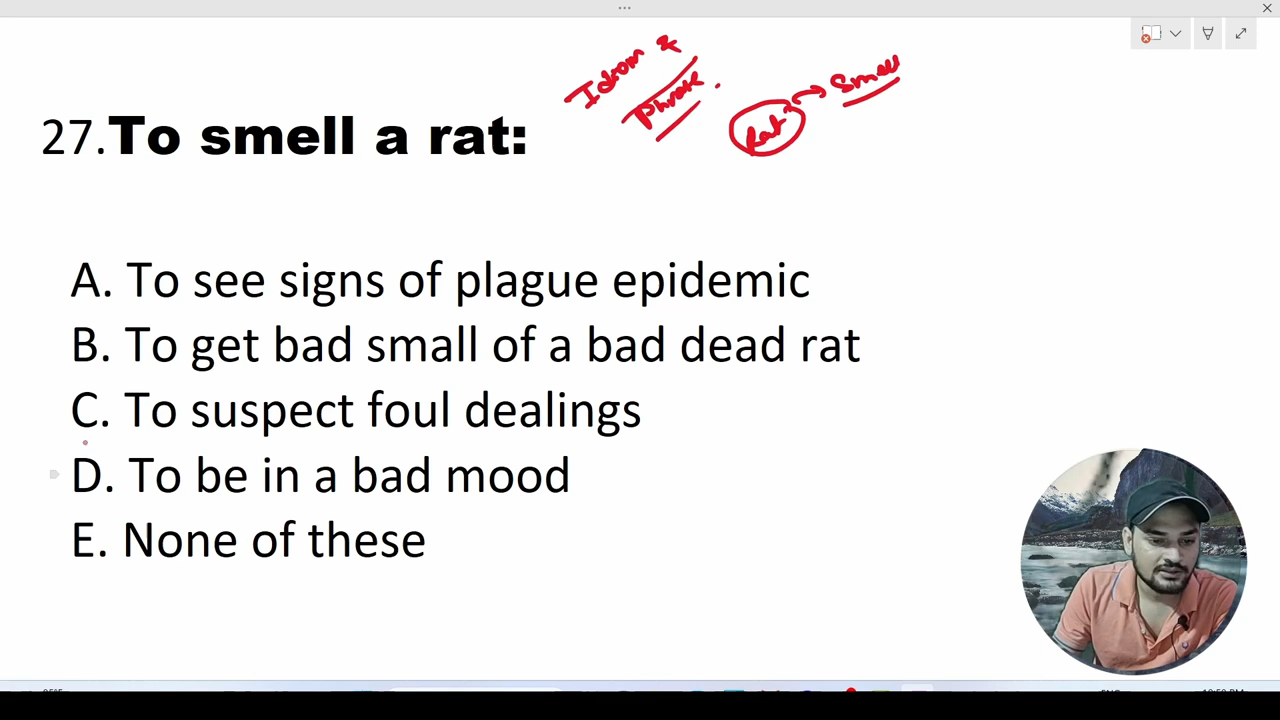 Idiom &
Phrase.
Rat → Smell
27.To smell a rat:
A. To see signs of plague epidemic
B. To get bad small of a bad dead rat
C. To suspect foul dealings
D. To be in a bad mood
E. None of these